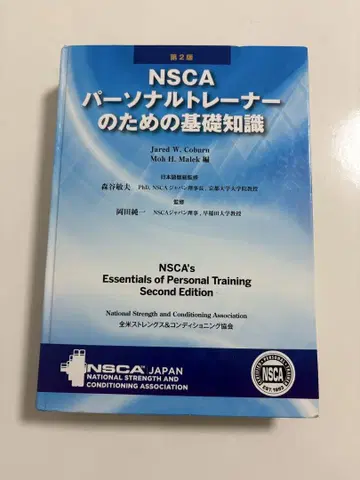 第2版
NSCA
パーソナルトレーナー
のための基礎知識
Jared W. Coburn
Moh H. Malek 編
日本語版総監修
森谷敏夫 PhD, NSCAジャパン理事長, 京都大学大学院教授
監修
岡田純一 NSCAジャパン理事, 早稲田大学教授
NSCA's
Essentials of Personal Training
Second Edition
National Strength and Conditioning Association
全米ストレングス&コンディショニング協会
NSCA JAPAN
NATIONAL STRENGTH AND
CONDITIONING ASSOCIATION
CERTIFIED PERSONAL TRAINER
NSCA
EST. 1993